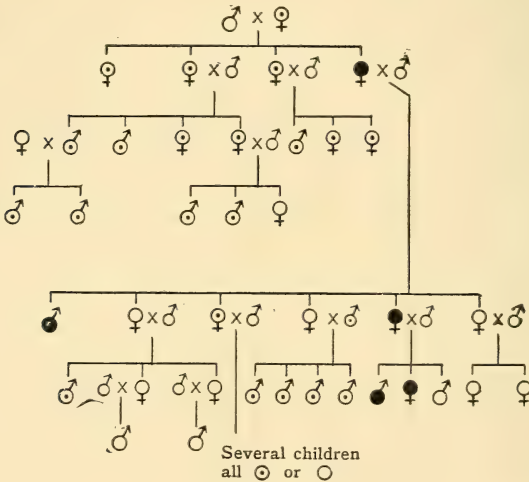 Several children
all ⊙ or ○